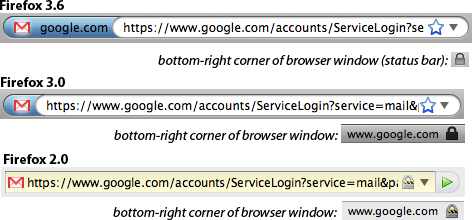 Firefox 3.6
google.com https://www.google.com/accounts/ServiceLogin?se
bottom-right corner of browser window (status bar):
Firefox 3.0
https://www.google.com/accounts/ServiceLogin?service=mail&
bottom-right corner of browser window: www.google.com
Firefox 2.0
https://www.google.com/accounts/ServiceLogin?service=mail&pa
bottom-right corner of browser window: www.google.com